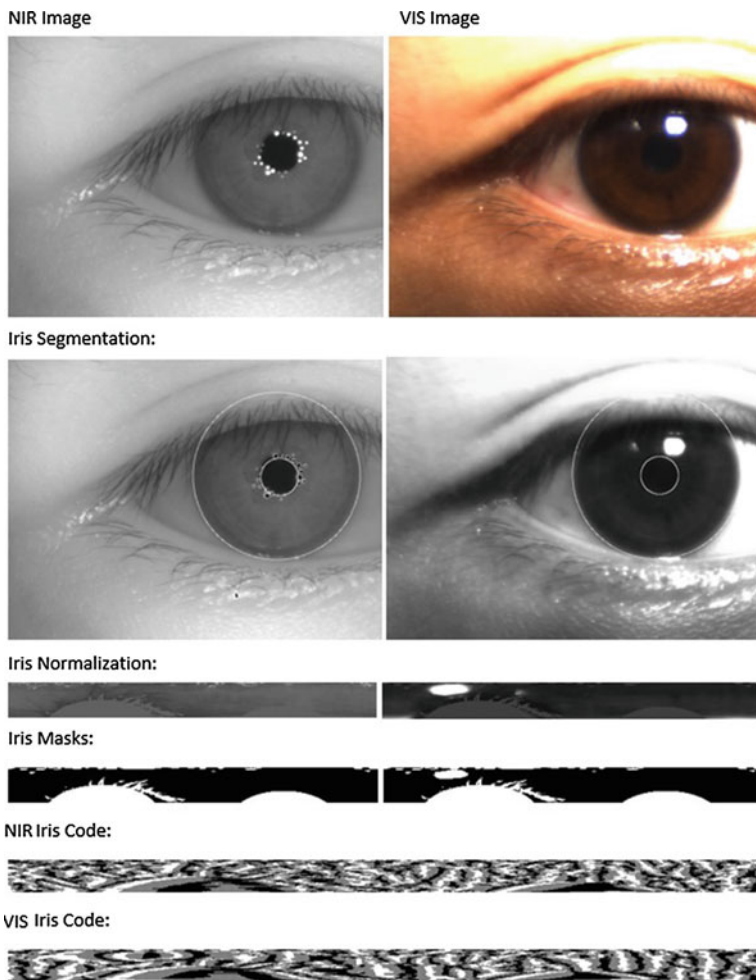 NIR Image
VIS Image
Iris Segmentation:
Iris Normalization:
Iris Masks:
NIR Iris Code:
VIS Iris Code: